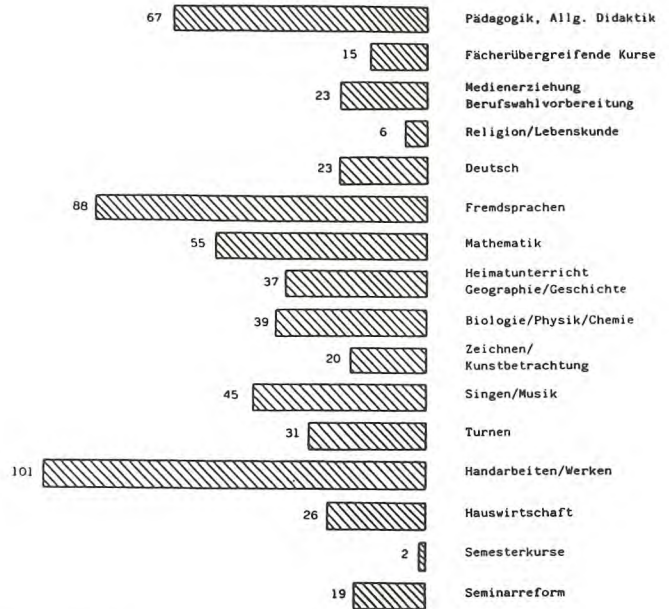 67 Pädagogik, Allg. Didaktik
15 Fächerübergreifende Kurse
23 Medienerziehung
Berufswahlvorbereitung
6 Religion/Lebenskunde
23 Deutsch
88 Fremdsprachen
55 Mathematik
37 Heimatunterricht
Geographie/Geschichte
39 Biologie/Physik/Chemie
20 Zeichnen/
Kunstbetrachtung
45 Singen/Musik
31 Turnen
101 Handarbeiten/Werken
26 Hauswirtschaft
2 Semesterkurse
19 Seminarreform